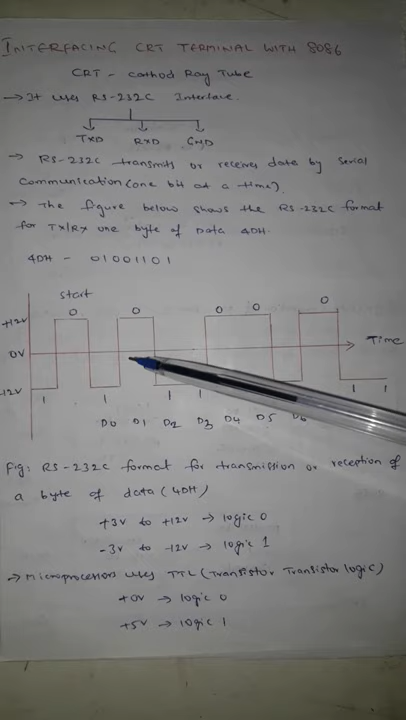 INTERFACING CRT TERMINAL WITH 8086
CRT - cathod Ray Tube
→ It uses RS-232C Interface.
TXD RXD GND
→ RS-232C transmits or receives data by serial
communication (one bit at a time).
→ The figure below shows the RS-232C format
for TX/RX one byte of Data 4DH.
4DH - 01001101
start
0 0 0 0 0
+12V
0V
Time
-12V
1 1 1 1 1 1
D0 D1 D2 D3 D4 D5 D6
Fig: RS-232C format for transmission or reception of
a byte of data (4DH)
+3V to +12V → logic 0
-3V to -12V → logic 1
→ Microprocessors uses TTL (Transistor Transistor logic)
+0V → logic 0
+5V → logic 1